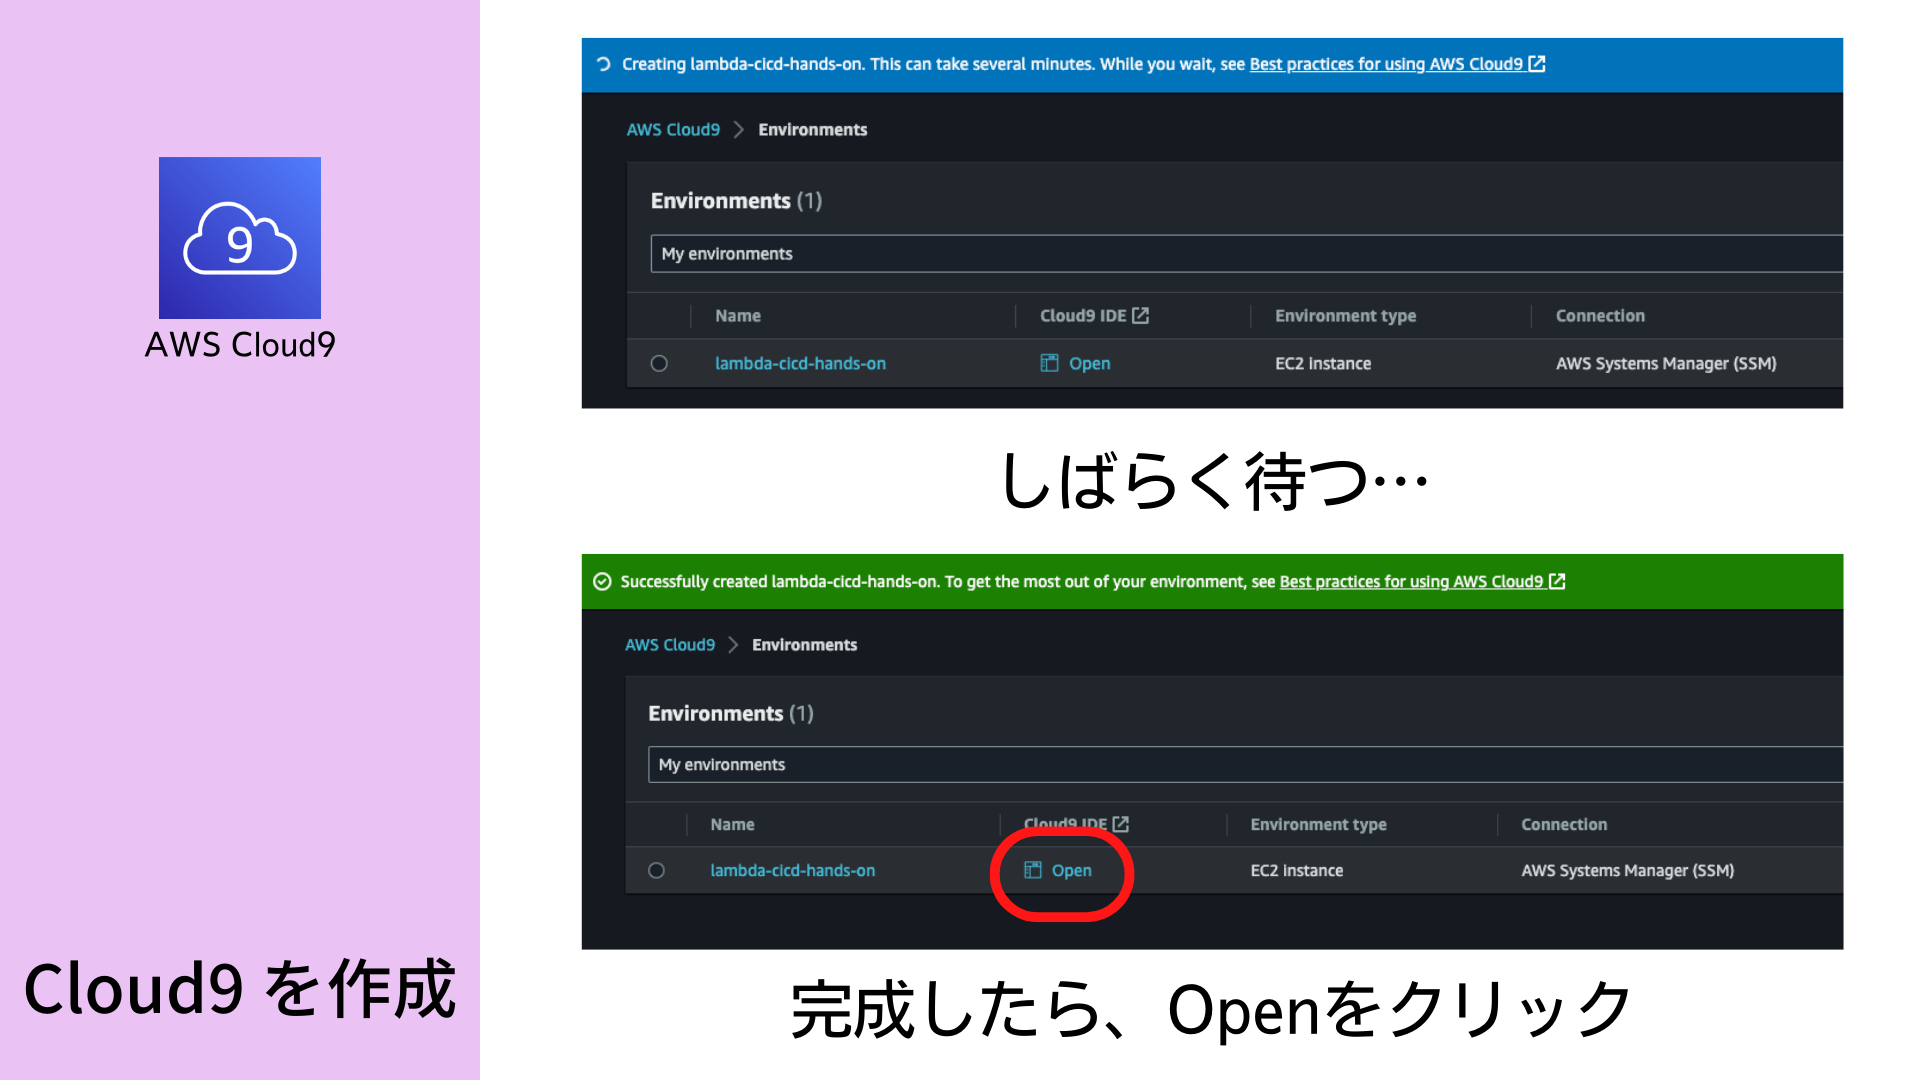 9
AWS Cloud9
Cloud9 を作成
Creating lambda-cicd-hands-on. This can take several minutes. While you wait, see Best practices for using AWS Cloud9
AWS Cloud9 > Environments
Environments (1)
My environments
Name Cloud9 IDE Environment type Connection
lambda-cicd-hands-on Open EC2 instance AWS Systems Manager (SSM)
しばらく待つ…
Successfully created lambda-cicd-hands-on. To get the most out of your environment, see Best practices for using AWS Cloud9
AWS Cloud9 > Environments
Environments (1)
My environments
Name Cloud9 IDE Environment type Connection
lambda-cicd-hands-on Open EC2 instance AWS Systems Manager (SSM)
完成したら、Openをクリック